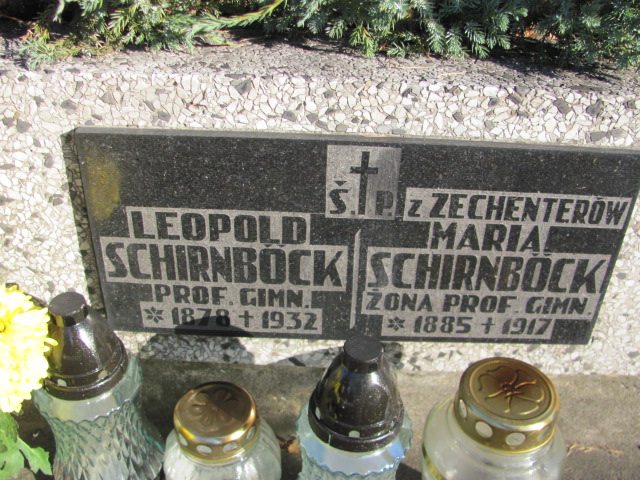 Ś. P.
LEOPOLD
SCHIRNBÖCK
PROF. GIMN.
* 1878 + 1932
z ZECHENTERÓW
MARIA
SCHIRNBÖCK
ŻONA PROF. GIMN.
* 1885 + 1917